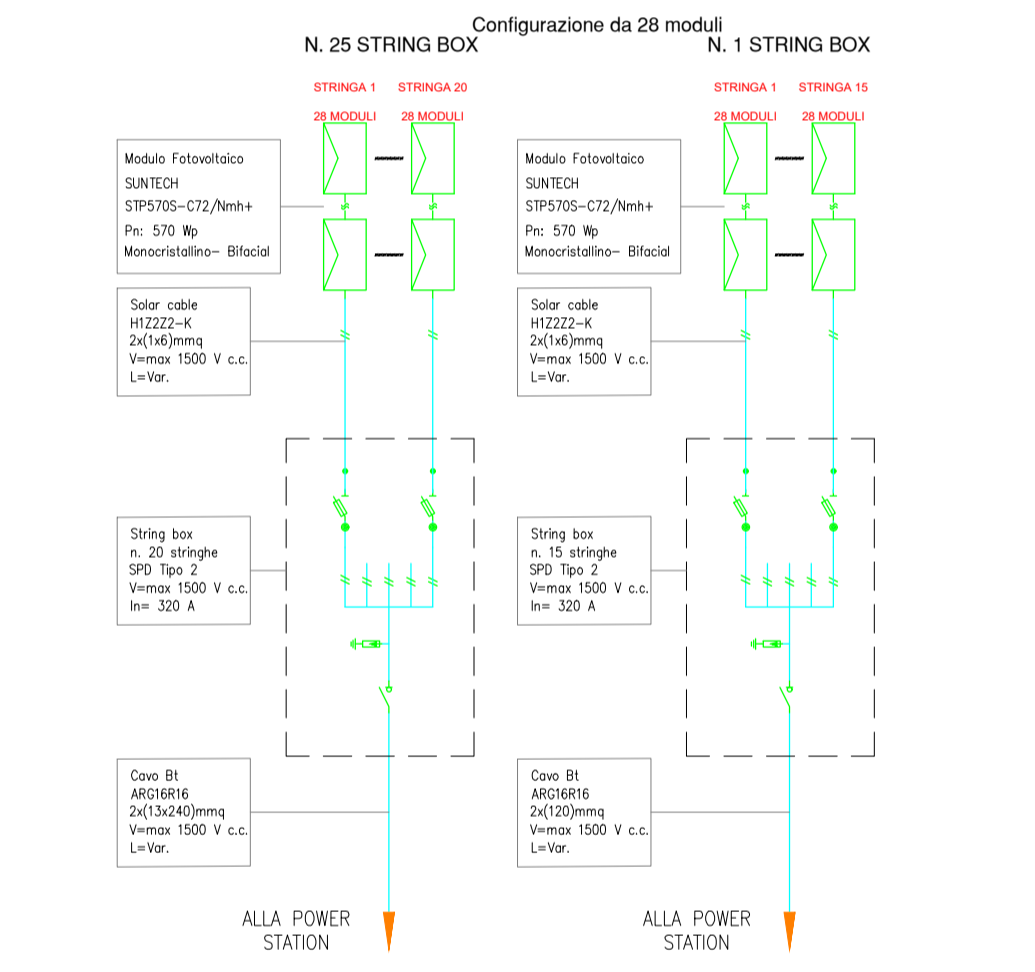 Configurazione da 28 moduli
N. 25 STRING BOX
STRINGA 1
STRINGA 20
28 MODULI
28 MODULI
Modulo Fotovoltaico
SUNTECH
STP570S-C72/Nmh+
Pn: 570 Wp
Monocristallino- Bifacial
Solar cable
H1Z2Z2-K
2x(1x6)mmq
V=max 1500 V c.c.
L=Var.
String box
n. 20 stringhe
SPD Tipo 2
V=max 1500 V c.c.
In= 320 A
Cavo Bt
ARG16R16
2x(13x240)mmq
V=max 1500 V c.c.
L=Var.
ALLA POWER
STATION
N. 1 STRING BOX
STRINGA 1
STRINGA 15
28 MODULI
28 MODULI
Modulo Fotovoltaico
SUNTECH
STP570S-C72/Nmh+
Pn: 570 Wp
Monocristallino- Bifacial
Solar cable
H1Z2Z2-K
2x(1x6)mmq
V=max 1500 V c.c.
L=Var.
String box
n. 15 stringhe
SPD Tipo 2
V=max 1500 V c.c.
In= 320 A
Cavo Bt
ARG16R16
2x(120)mmq
V=max 1500 V c.c.
L=Var.
ALLA POWER
STATION